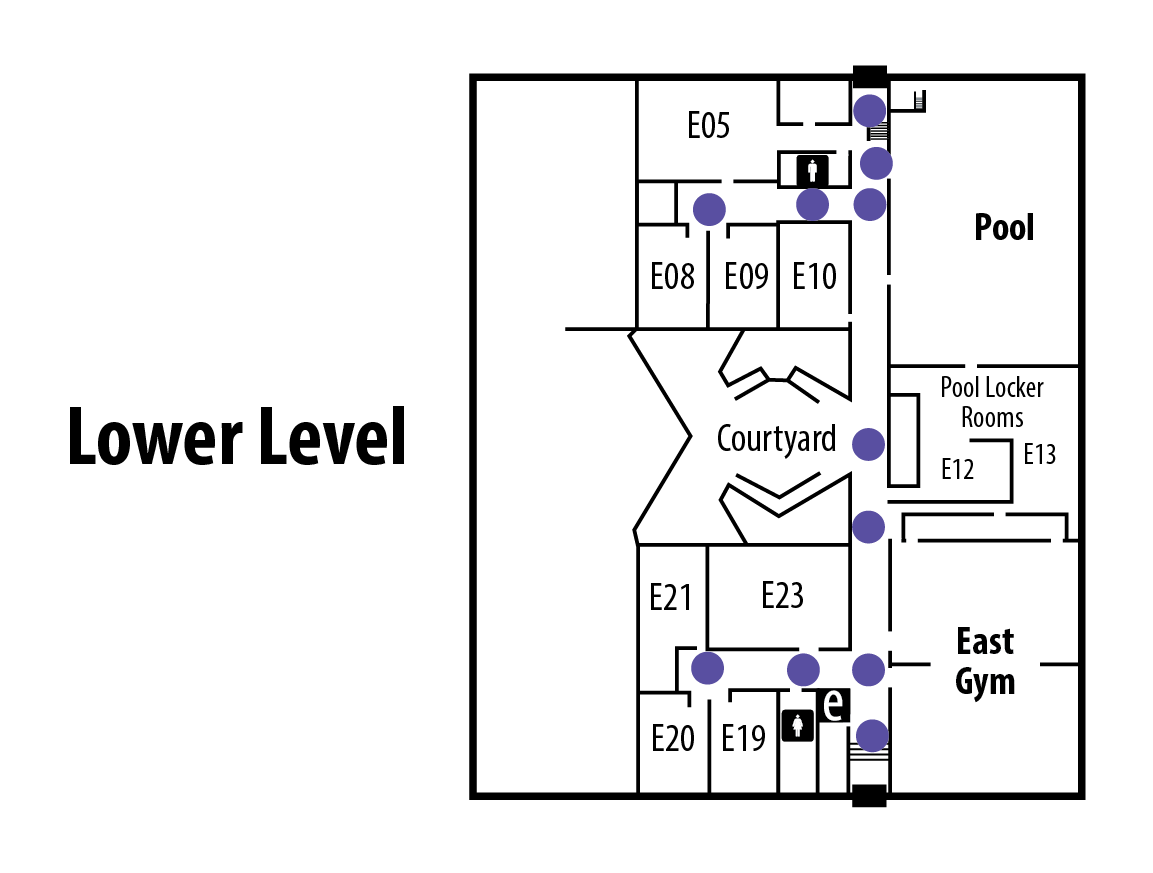 E05
Pool
E08
E09
E10
Pool Locker
Rooms
Lower Level
Courtyard
E12
E13
E21
E23
East
Gym
e
E20
E19